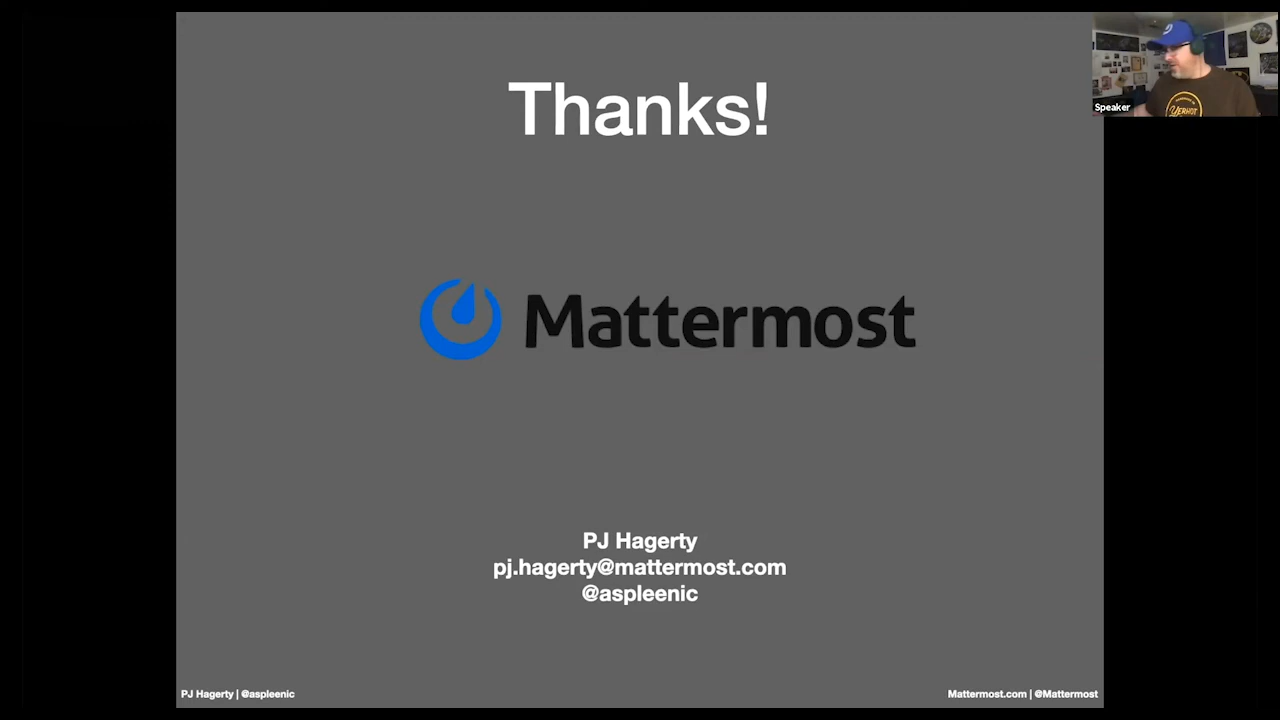 Thanks!
Speaker
Mattermost
PJ Hagerty
pj.hagerty@mattermost.com
@aspleenic
PJ Hagerty | @aspleenic
Mattermost.com | @Mattermost